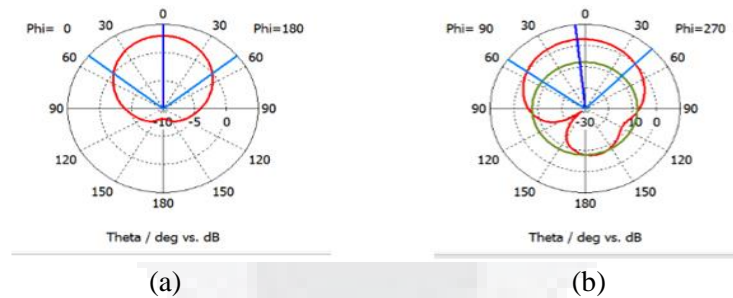 0
30 30
Phi= 0 Phi=180
60 60
90 -10 -5 0 90
120 120
150 150
180
Theta / deg vs. dB
(a)
0
30 30
Phi= 90 Phi=270
60 60
90 -30 10 0 90
120 120
150 150
180
Theta / deg vs. dB
(b)